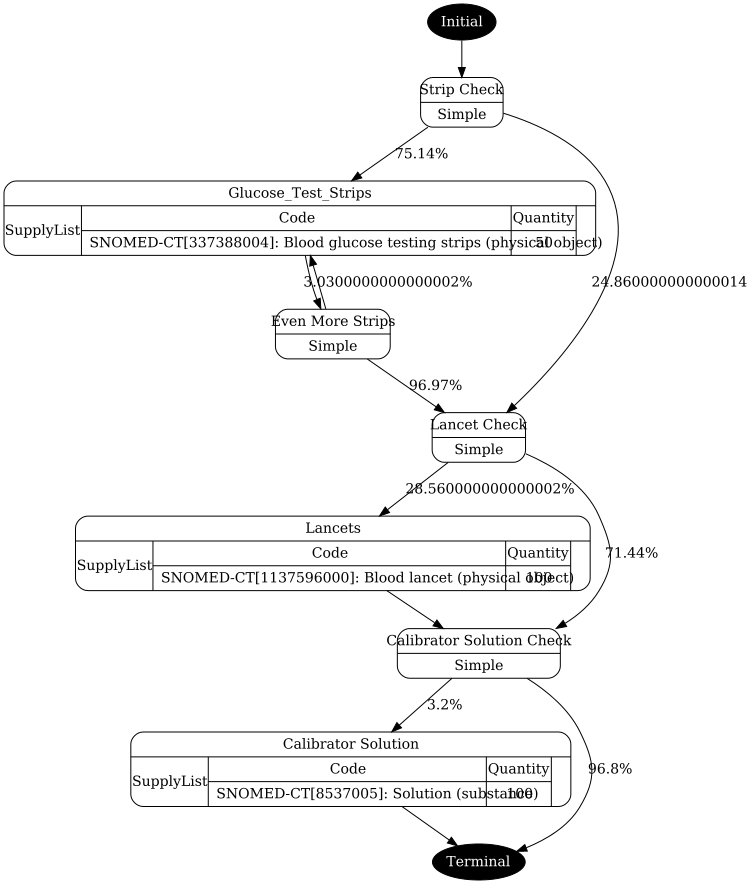 Initial
Strip Check
Simple
75.14%
Glucose_Test_Strips
SupplyList
Code
Quantity
SNOMED-CT[337388004]: Blood glucose testing strips (physical object)
50
3.0300000000000002%
24.860000000000014
Even More Strips
Simple
96.97%
Lancet Check
Simple
28.560000000000002%
Lancets
SupplyList
Code
Quantity
SNOMED-CT[1137596000]: Blood lancet (physical object)
100
71.44%
Calibrator Solution Check
Simple
3.2%
Calibrator Solution
SupplyList
Code
Quantity
SNOMED-CT[8537005]: Solution (substance)
100
96.8%
Terminal